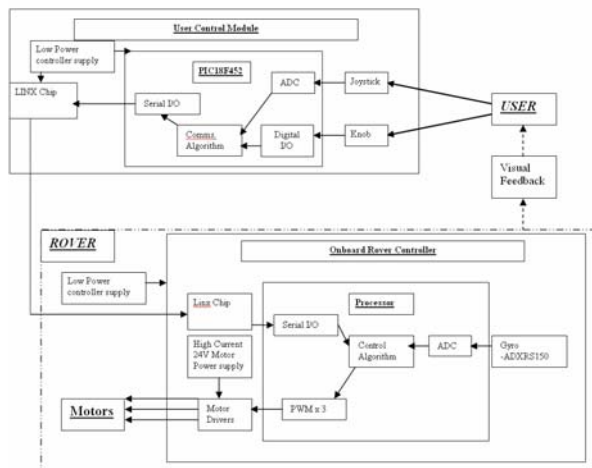 User Control Module
Low Power
controller supply
PIC18F452
LINX Chip
Serial I/O
ADC
Joystick
USER
Comms.
Algorithm
Digital
I/O
Knob
Visual
Feedback
ROVER
Onboard Rover Controller
Low Power
controller supply
Linx Chip
Processor
Serial I/O
High Current
24V Motor
Power supply
Control
Algorithm
ADC
Gyro
-ADXRS150
Motors
Motor
Drivers
PWM x 3